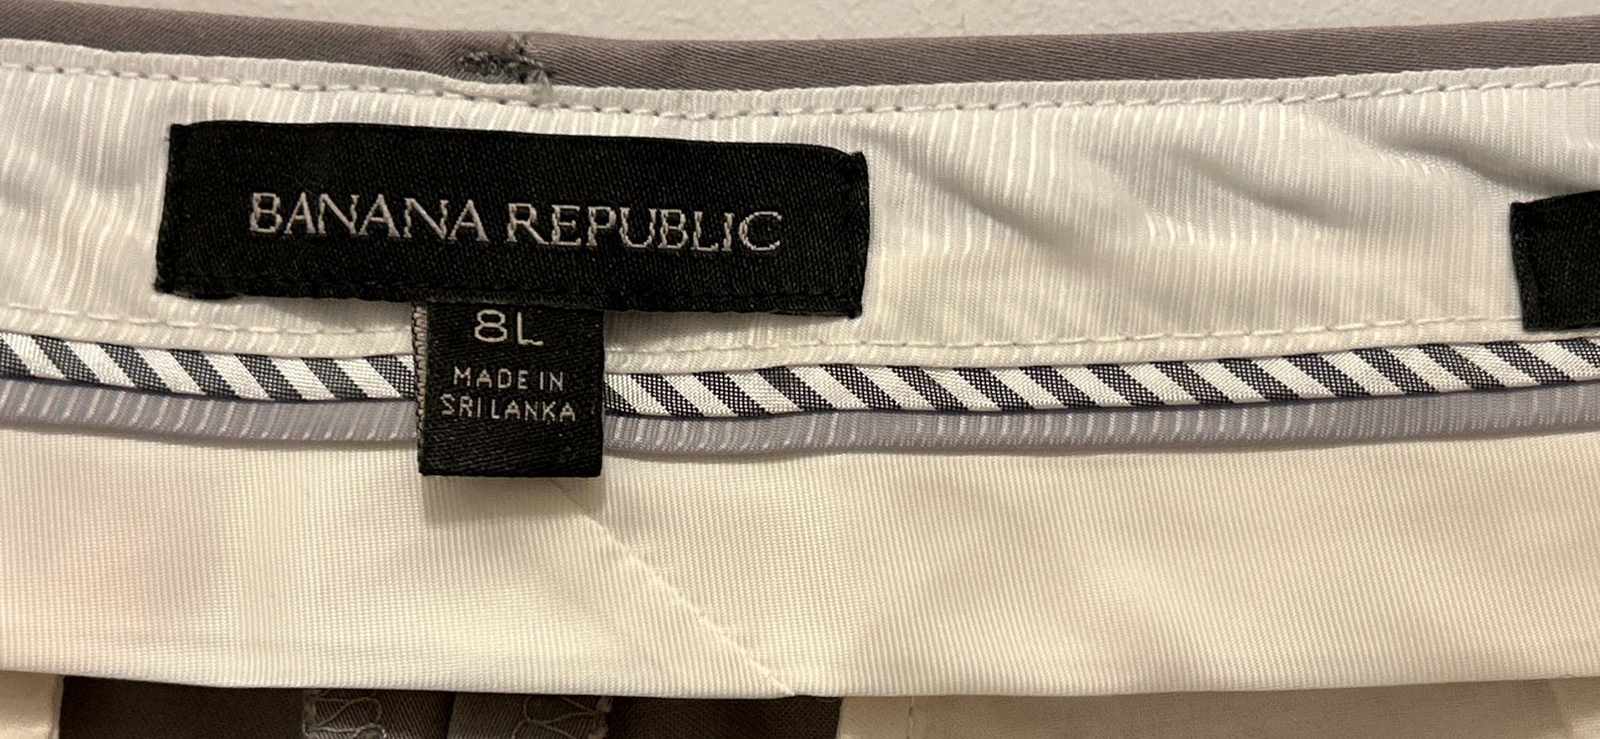 BANANA REPUBLIC
8L
MADE IN
SRI LANKA